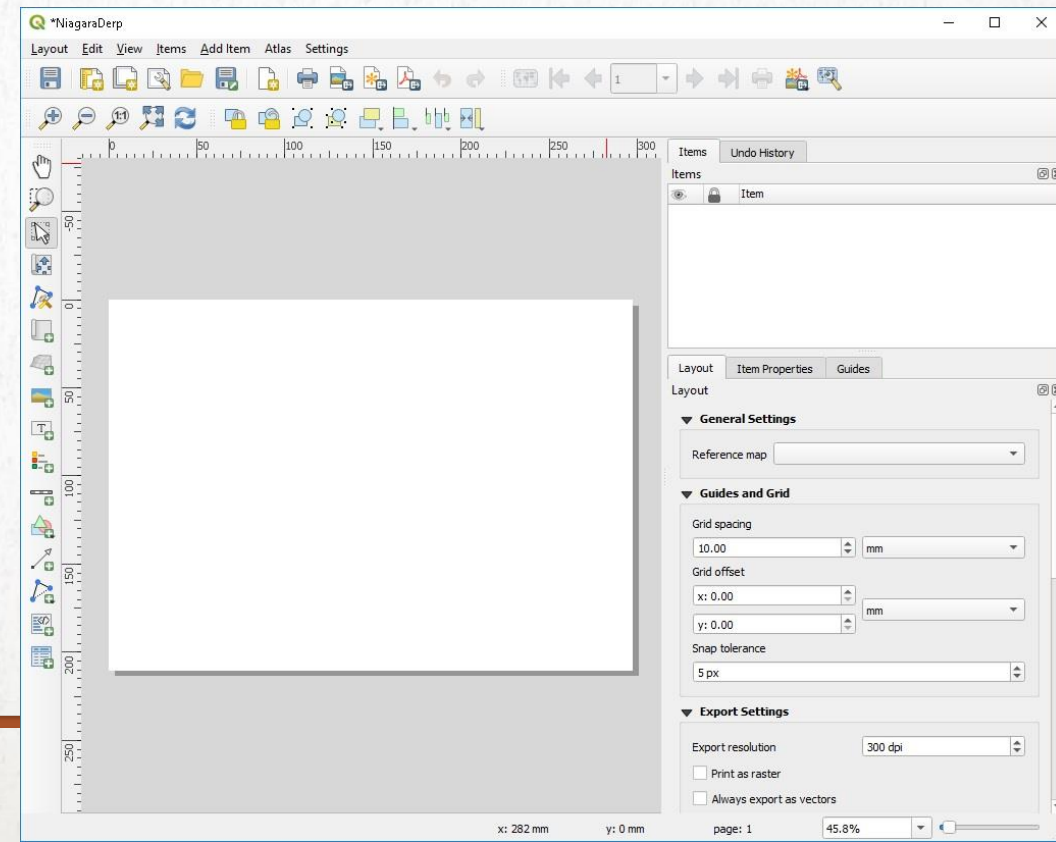 *NiagaraDerp
Layout Edit View Items Add Item Atlas Settings
1
1:1
0 50 100 150 200 250 300
-50
0
50
100
150
200
250
Items Undo History
Items
Item
Layout Item Properties Guides
Layout
General Settings
Reference map
Guides and Grid
Grid spacing
10.00 mm
Grid offset
x: 0.00
mm
y: 0.00
Snap tolerance
5 px
Export Settings
Export resolution 300 dpi
Print as raster
Always export as vectors
x: 282 mm y: 0 mm page: 1 45.8%